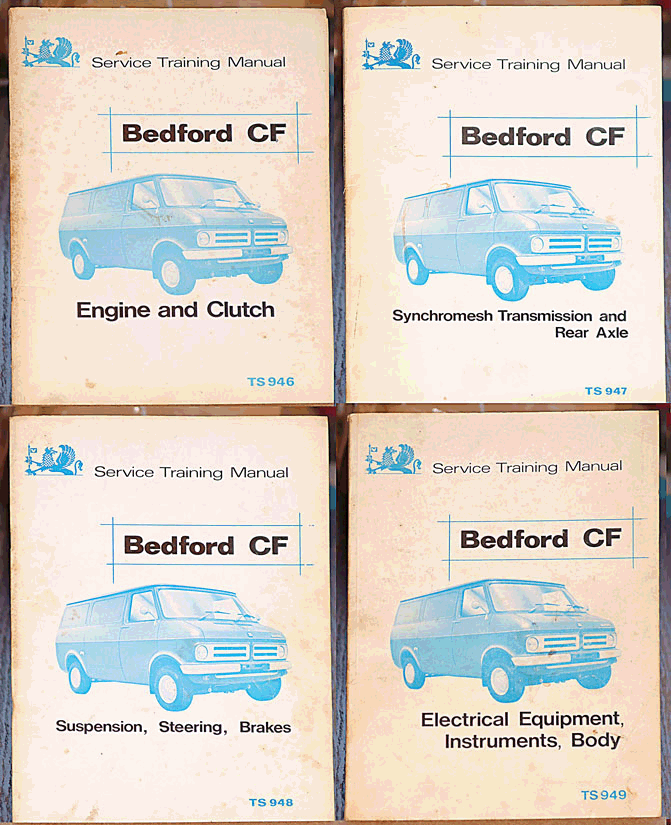 Service Training Manual
Bedford CF
Engine and Clutch
TS 946
Service Training Manual
Bedford CF
Synchromesh Transmission and
Rear Axle
TS 947
Service Training Manual
Bedford CF
Suspension, Steering, Brakes
TS 948
Service Training Manual
Bedford CF
Electrical Equipment,
Instruments, Body
TS 949